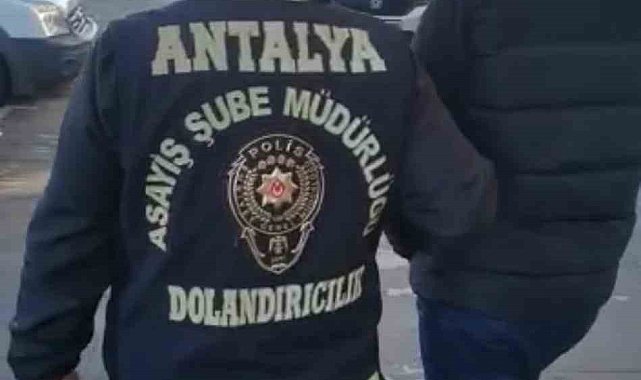 ANTALYA
ASAYİŞ ŞUBE MÜDÜRLÜĞÜ
POLİS
DOLANDIRICILIK